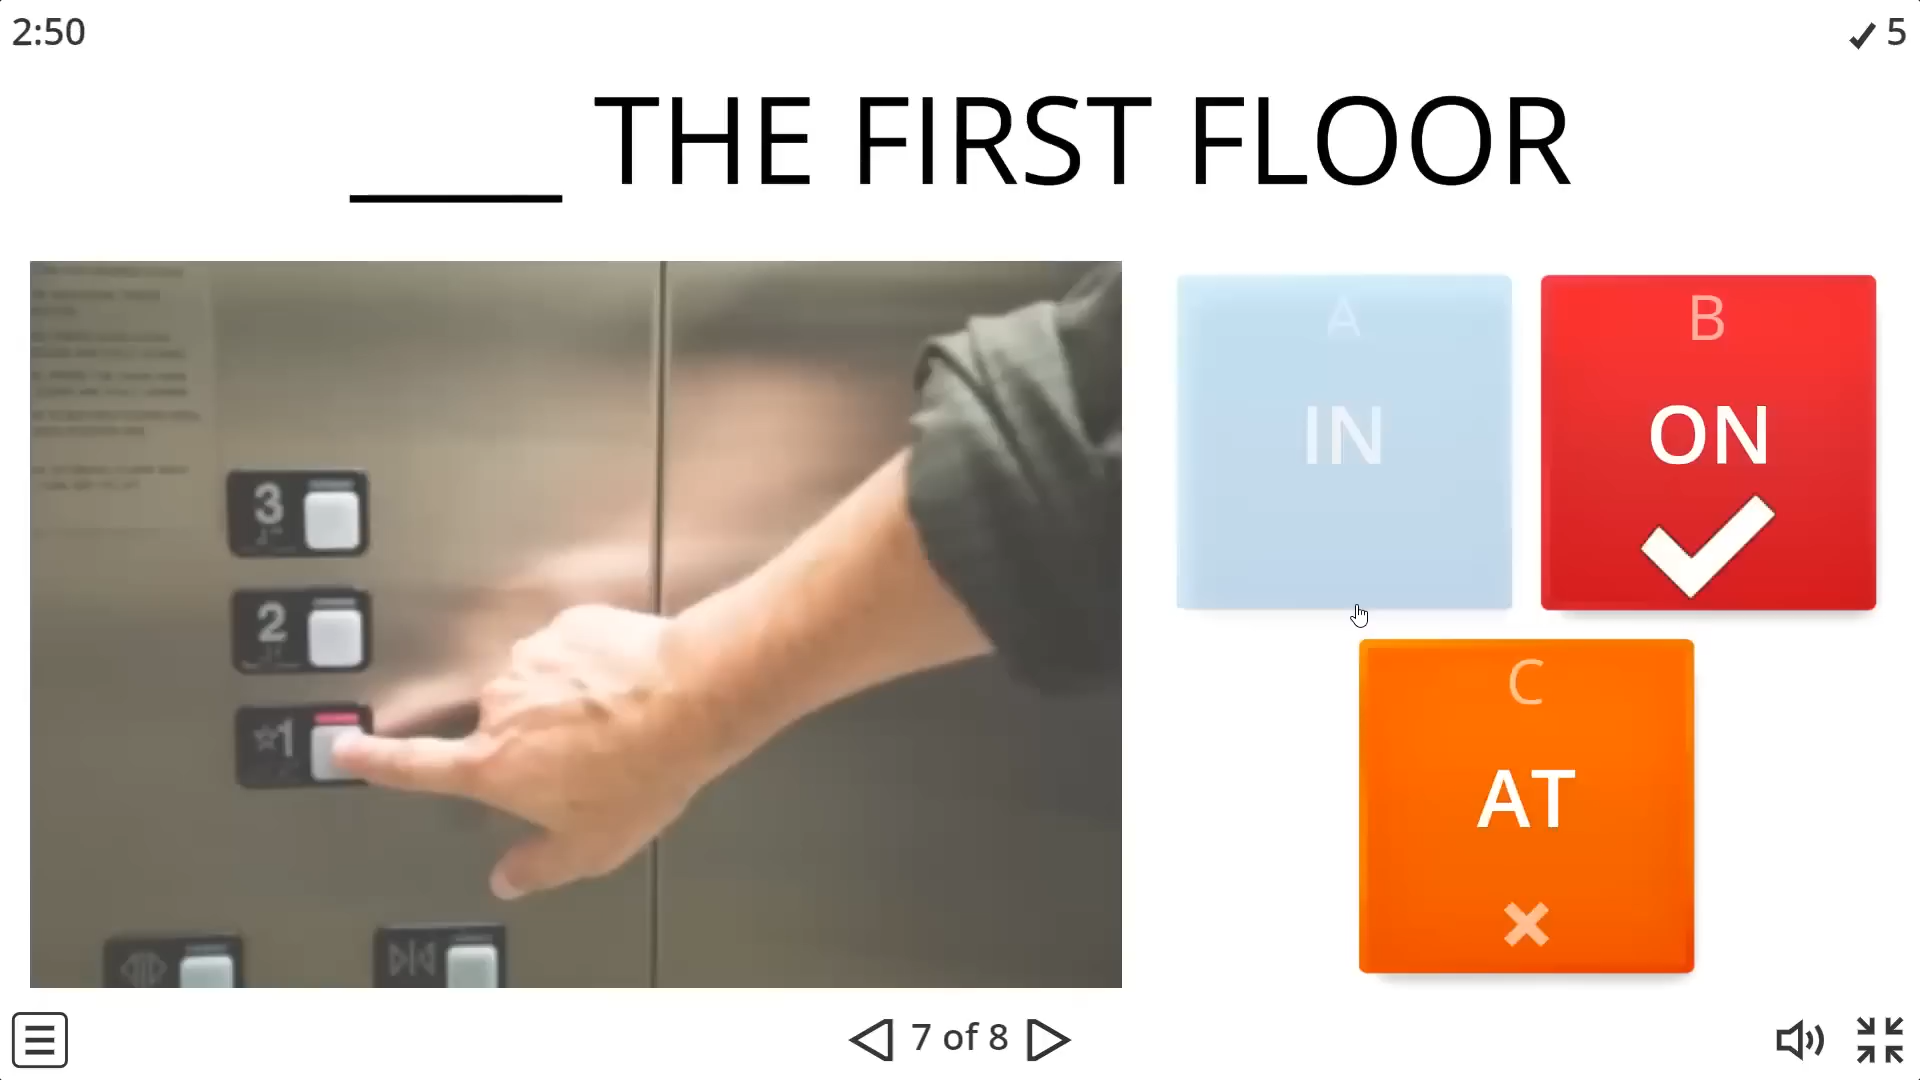 2:50
5
____ THE FIRST FLOOR
A
IN
B
ON
C
AT
3
2
☆1
7 of 8